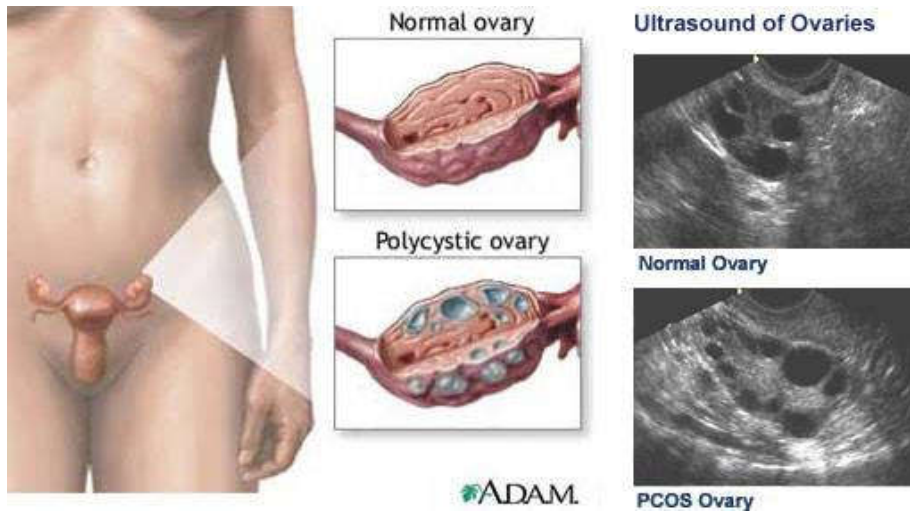 Normal ovary
Polycystic ovary
A.D.A.M.
Ultrasound of Ovaries
Normal Ovary
PCOS Ovary